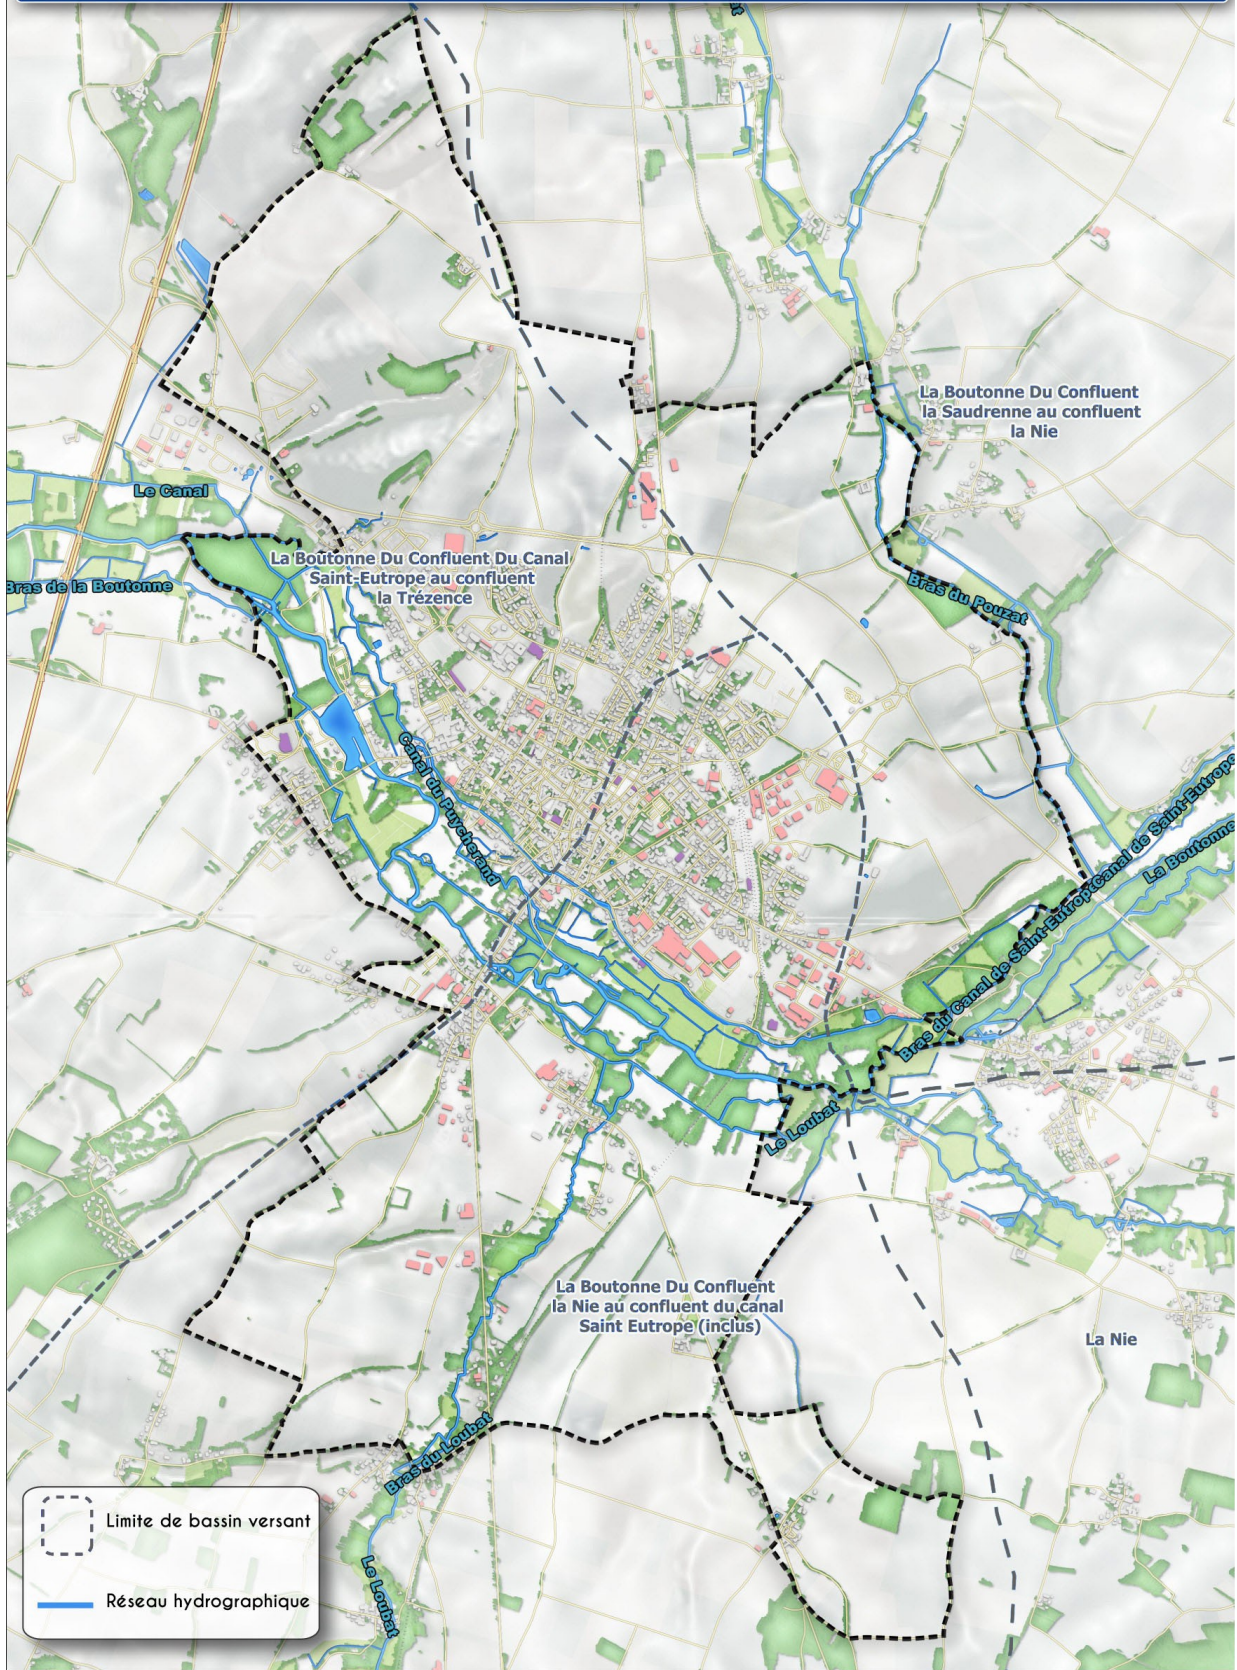 La Boutonne Du Confluent
la Saudrenne au confluent
la Nie
Le Canal
La Boutonne Du Confluent Du Canal
Saint-Eutrope au confluent
la Trézence
Bras de la Boutonne
Bras du Pouzat
Canal du Puycherand
Canal de Saint-Eutrope
La Boutonne
Bras du Canal de Saint-Eutrope
Le Loubat
La Boutonne Du Confluent
la Nie au confluent du canal
Saint Eutrope (inclus)
La Nie
Bras du Loubat
Le Loubat
Limite de bassin versant
Réseau hydrographique